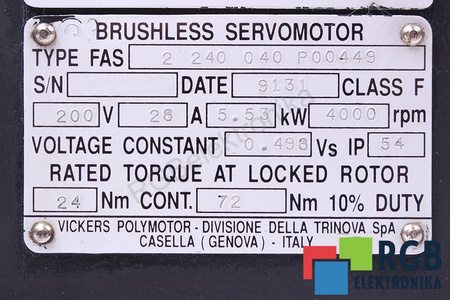 BRUSHLESS SERVOMOTOR
TYPE FAS 2 240 040 P00449
S/N DATE 9131 CLASS F
200 V 28 A 5.53 kW 4000 rpm
VOLTAGE CONSTANT 0.498 Vs IP 54
RATED TORQUE AT LOCKED ROTOR
24 Nm CONT. 72 Nm 10% DUTY
VICKERS POLYMOTOR - DIVISIONE DELLA TRINOVA SpA
CASELLA (GENOVA) - ITALY
RGBelektronika
RGB
ELEKTRONIKA